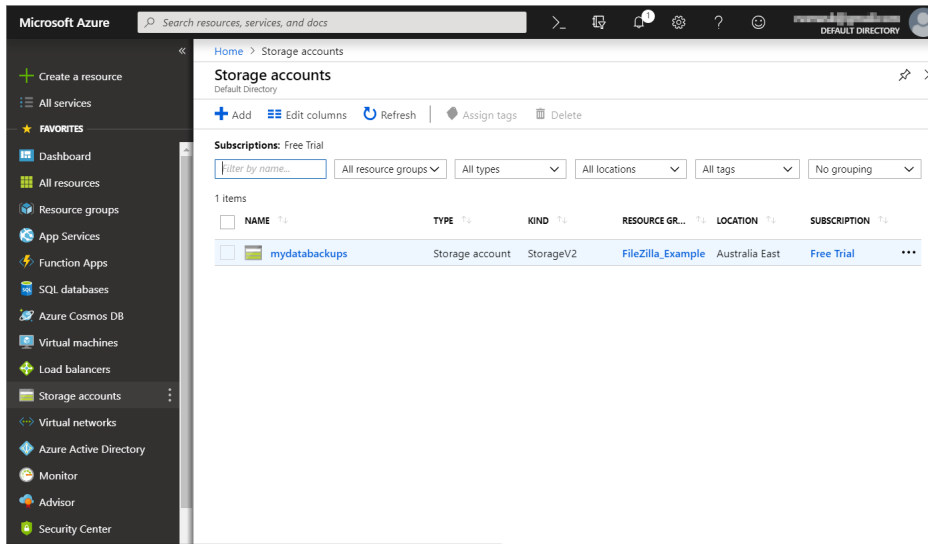 Microsoft Azure
Search resources, services, and docs
1
DEFAULT DIRECTORY
Create a resource
All services
FAVORITES
Dashboard
All resources
Resource groups
App Services
Function Apps
SQL databases
Azure Cosmos DB
Virtual machines
Load balancers
Storage accounts
Virtual networks
Azure Active Directory
Monitor
Advisor
Security Center
Home > Storage accounts
Storage accounts
Default Directory
Add Edit columns Refresh Assign tags Delete
Subscriptions: Free Trial
Filter by name... All resource groups All types All locations All tags No grouping
1 items
NAME TYPE KIND RESOURCE GR... LOCATION SUBSCRIPTION
mydatabackups Storage account StorageV2 FileZilla_Example Australia East Free Trial